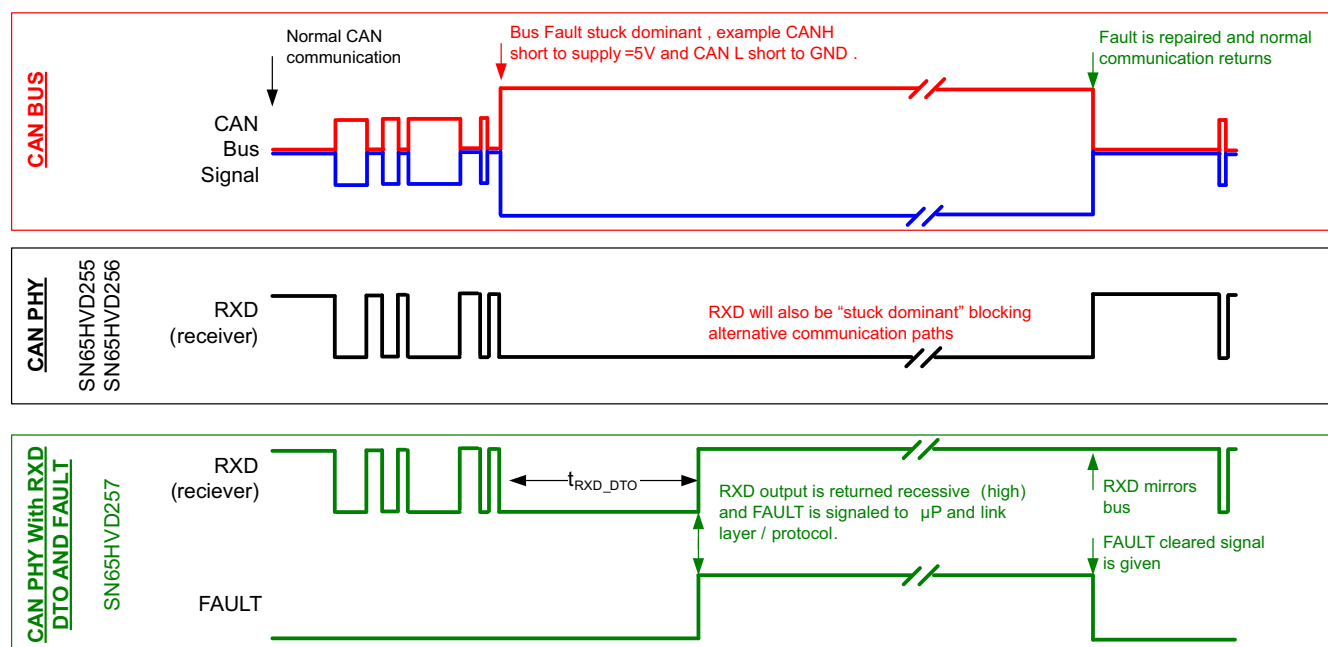 CAN BUS
Normal CAN
communication
Bus Fault stuck dominant , example CANH
short to supply =5V and CAN L short to GND .
Fault is repaired and normal
communication returns
CAN
Bus
Signal
CAN PHY
SN65HVD255
SN65HVD256
RXD
(receiver)
RXD will also be “stuck dominant” blocking
alternative communication paths
CAN PHY With RXD
DTO AND FAULT
SN65HVD257
RXD
(reciever)
tRXD_DTO
RXD output is returned recessive (high)
and FAULT is signaled to µP and link
layer / protocol.
RXD mirrors
bus
FAULT cleared signal
is given
FAULT